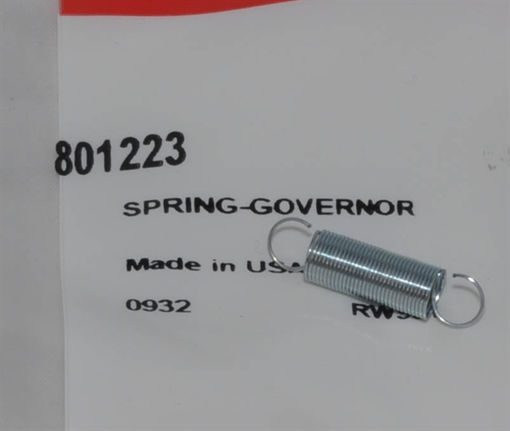 801223
SPRING-GOVERNOR
Made in USA
0932